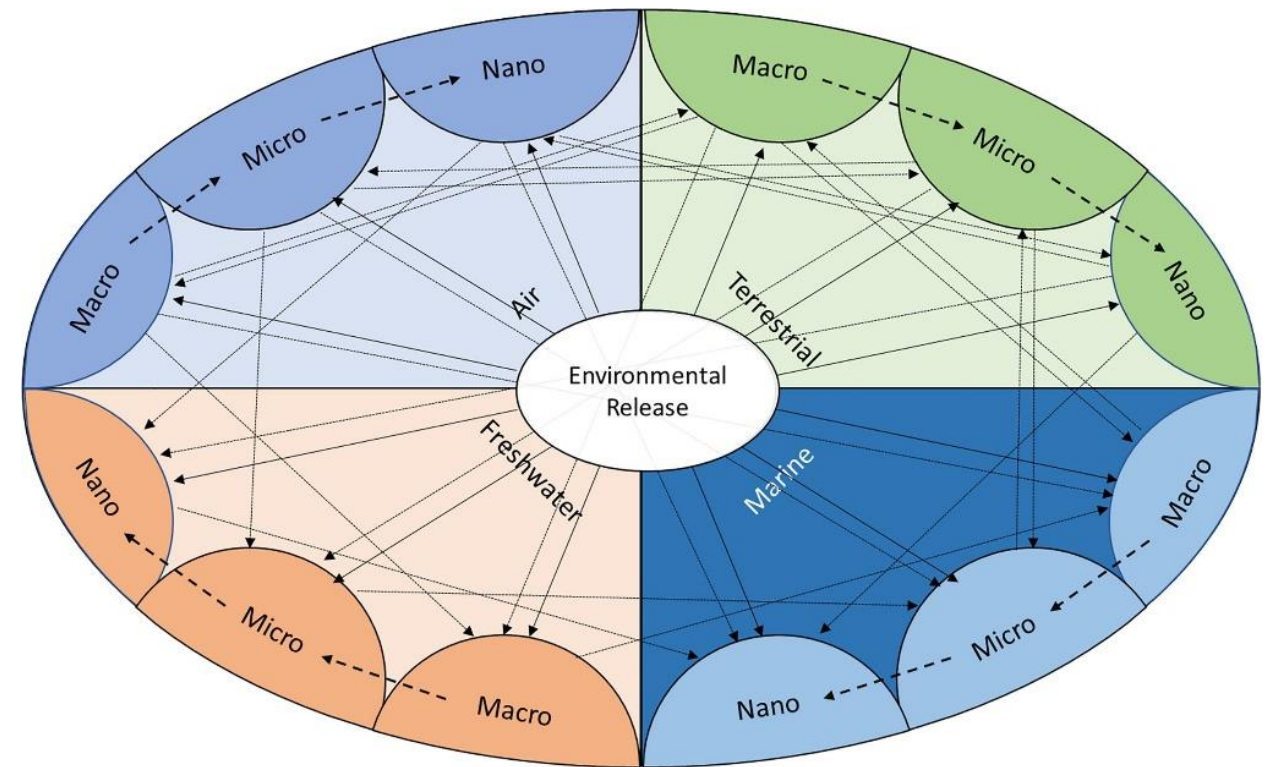 Nano
Macro
Micro
Micro
Macro
Nano
Air
Terrestrial
Environmental
Release
Freshwater
Marine
Nano
Macro
Micro
Micro
Macro
Nano